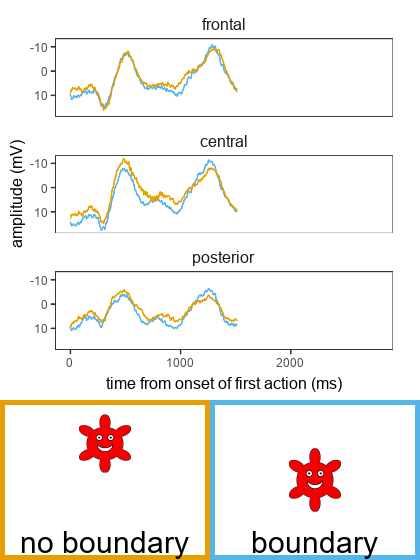 frontal
-10
0
10
central
-10
0
10
posterior
-10
0
10
0 1000 2000
amplitude (mV)
time from onset of first action (ms)
no boundary
boundary